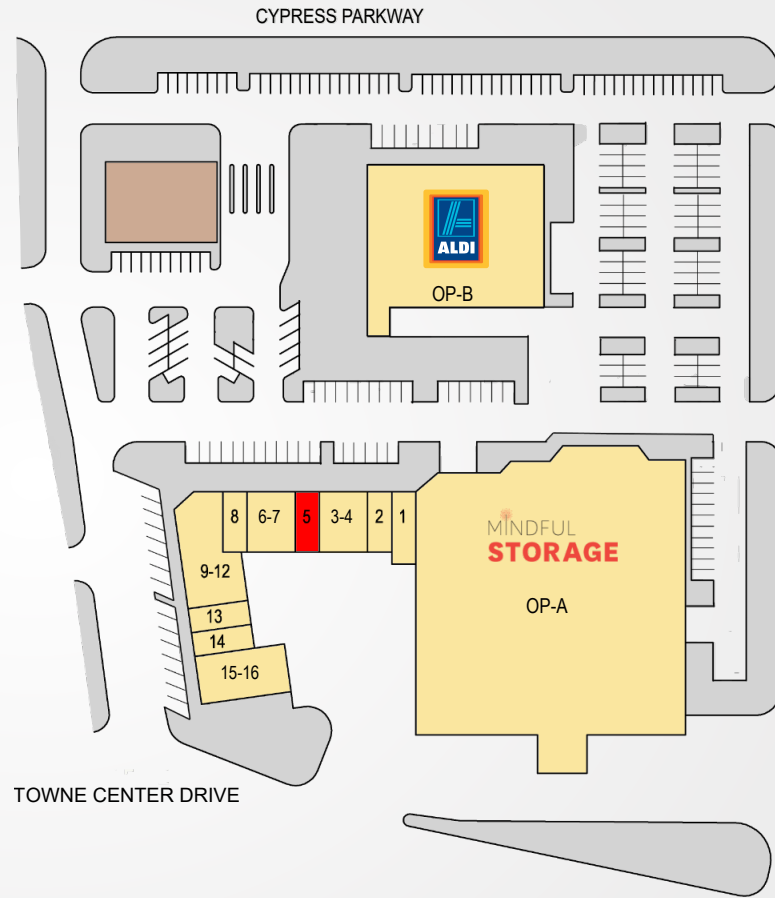 CYPRESS PARKWAY
ALDI
OP-B
8
6-7
5
3-4
2
1
MINDFUL
STORAGE
9-12
OP-A
13
14
15-16
TOWNE CENTER DRIVE